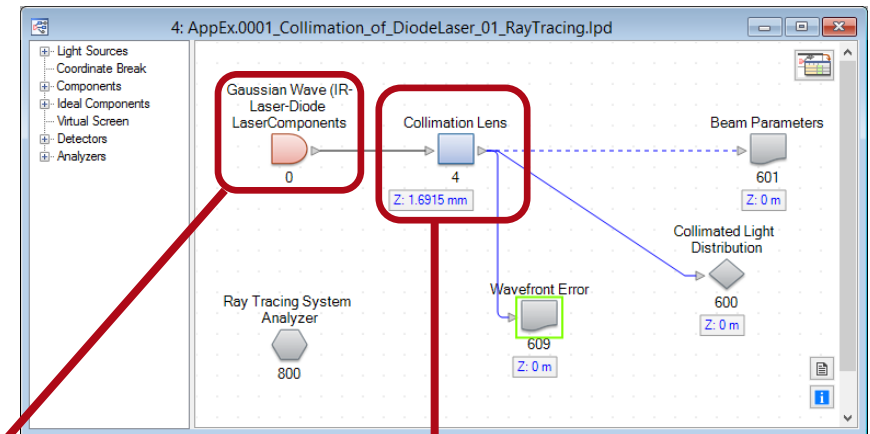 4: AppEx.0001_Collimation_of_DiodeLaser_01_RayTracing.lpd
Light Sources
Coordinate Break
Components
Ideal Components
Virtual Screen
Detectors
Analyzers
Gaussian Wave (IR-
Laser-Diode
LaserComponents
0
Collimation Lens
4
Z: 1.6915 mm
Beam Parameters
601
Z: 0 m
Collimated Light
Distribution
600
Z: 0 m
Wavefront Error
609
Z: 0 m
Ray Tracing System
Analyzer
800